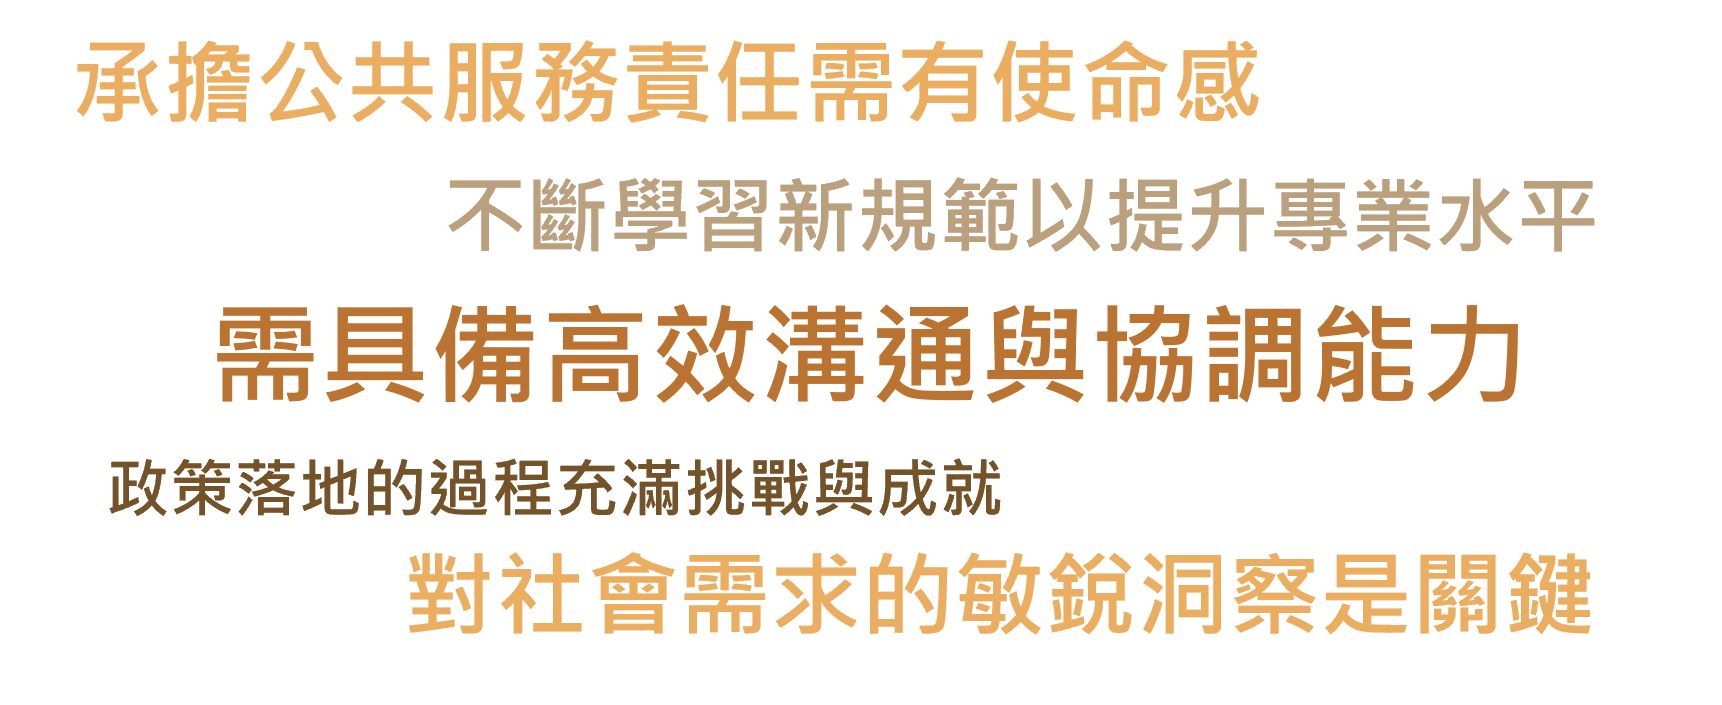 承擔公共服務責任需有使命感
不斷學習新規範以提升專業水平
需具備高效溝通與協調能力
政策落地的過程充滿挑戰與成就
對社會需求的敏銳洞察是關鍵